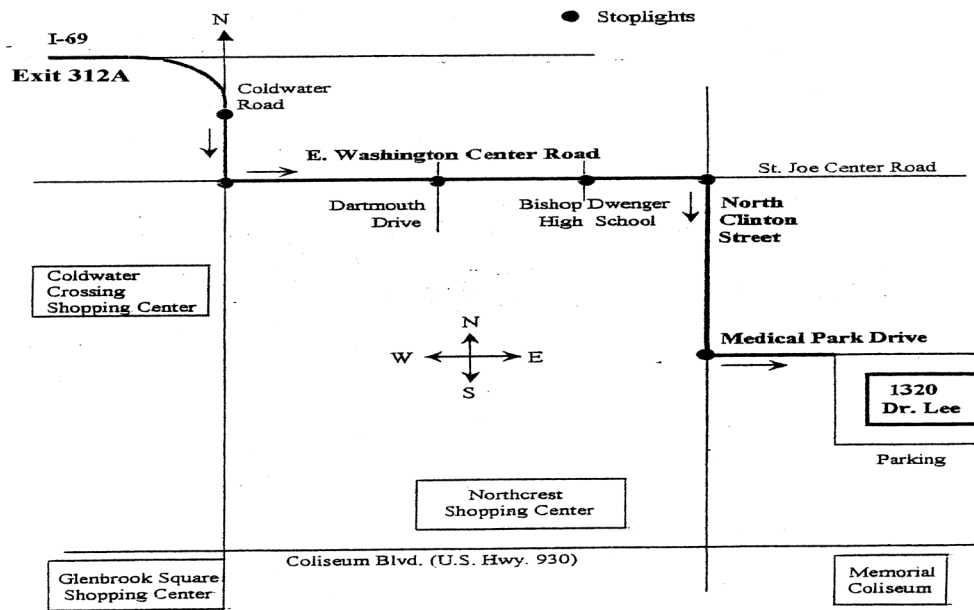 N
Stoplights
I-69
Exit 312A
Coldwater
Road
E. Washington Center Road
St. Joe Center Road
Dartmouth
Drive
Bishop Dwenger
High School
North
Clinton
Street
Coldwater
Crossing
Shopping Center
N
W
E
S
Medical Park Drive
1320
Dr. Lee
Parking
Northcrest
Shopping Center
Coliseum Blvd. (U.S. Hwy. 930)
Glenbrook Square
Shopping Center
Memorial
Coliseum